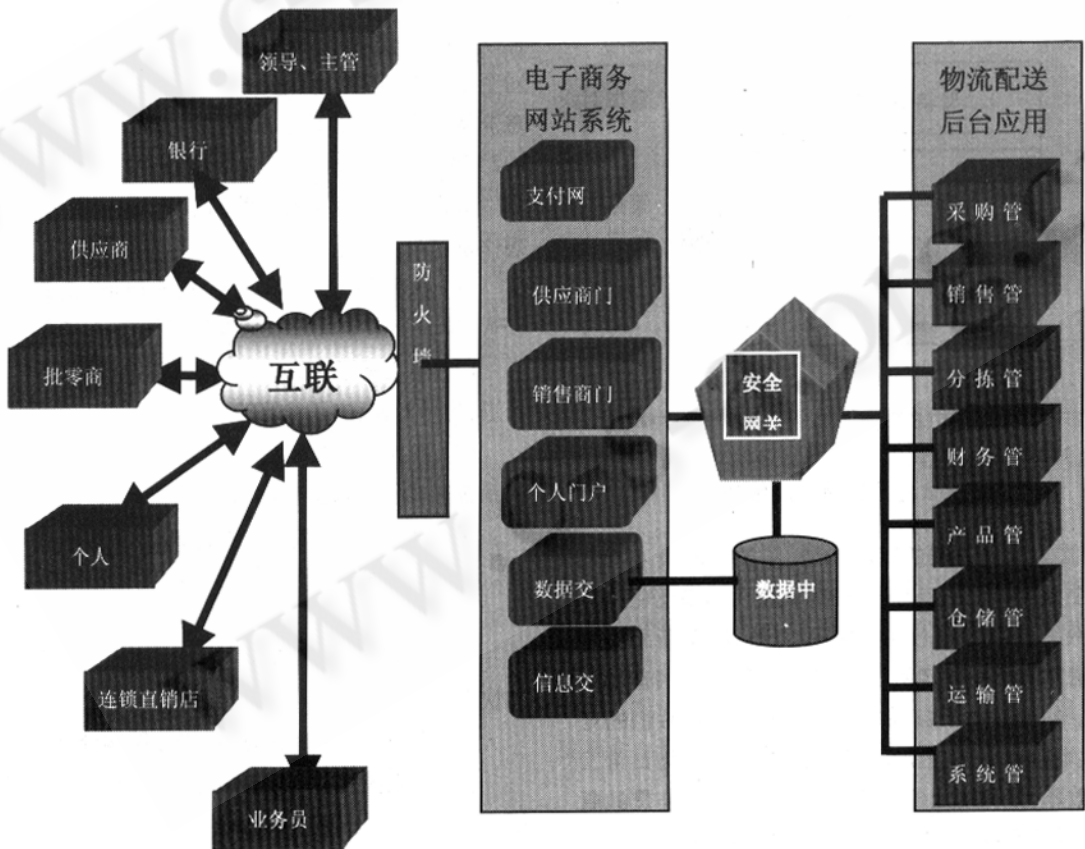 领导、主管
银行
供应商
批零商
个人
连锁直销店
业务员
互联
防
火
墙
电子商务
网站系统
支付网
供应商门
销售商门
个人门户
数据交
信息交
安全
网关
数据中
物流配送
后台应用
采购管
销售管
分拣管
财务管
产品管
仓储管
运输管
系统管